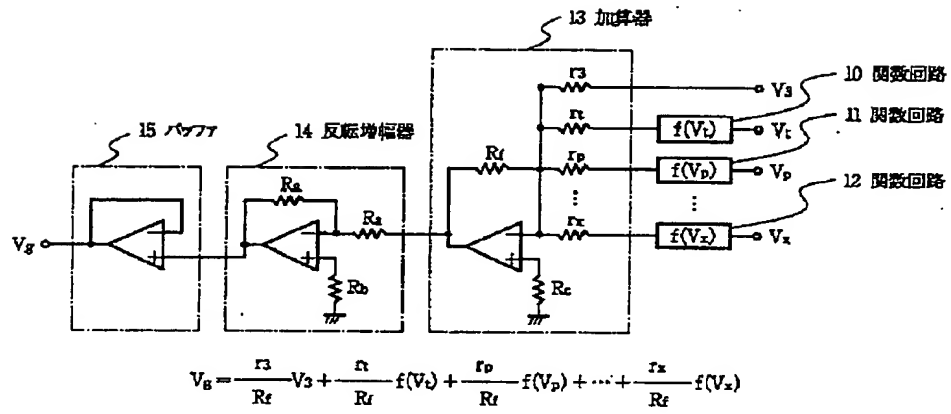 13 加算器
10 関数回路
r3
V3
15 バッファ
14 反転増幅器
rt
f(Vt)
Vt
11 関数回路
Rf
rp
f(Vp)
Vp
12 関数回路
Ra
Ra
rx
f(Vx)
Vx
Vg
Rb
Rc
Vg = r3/Rf V3 + rt/Rf f(Vt) + rp/Rf f(Vp) + ⋯ + rx/Rf f(Vx)